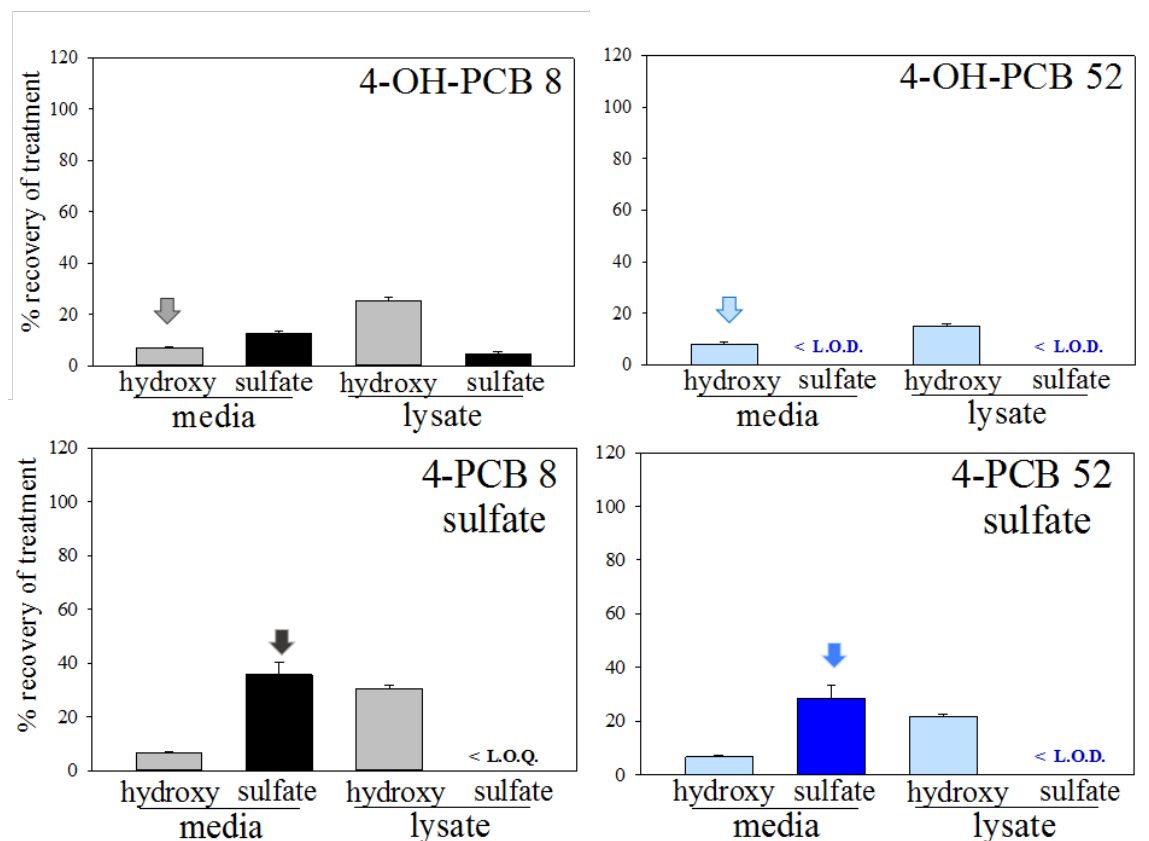 4-OH-PCB 8
% recovery of treatment
120
100
80
60
40
20
0
hydroxy sulfate hydroxy sulfate
media lysate
4-OH-PCB 52
120
100
80
60
40
20
0
< L.O.D. < L.O.D.
hydroxy sulfate hydroxy sulfate
media lysate
4-PCB 8
sulfate
% recovery of treatment
120
100
80
60
40
20
0
< L.O.Q.
hydroxy sulfate hydroxy sulfate
media lysate
4-PCB 52
sulfate
120
100
80
60
40
20
0
< L.O.D.
hydroxy sulfate hydroxy sulfate
media lysate